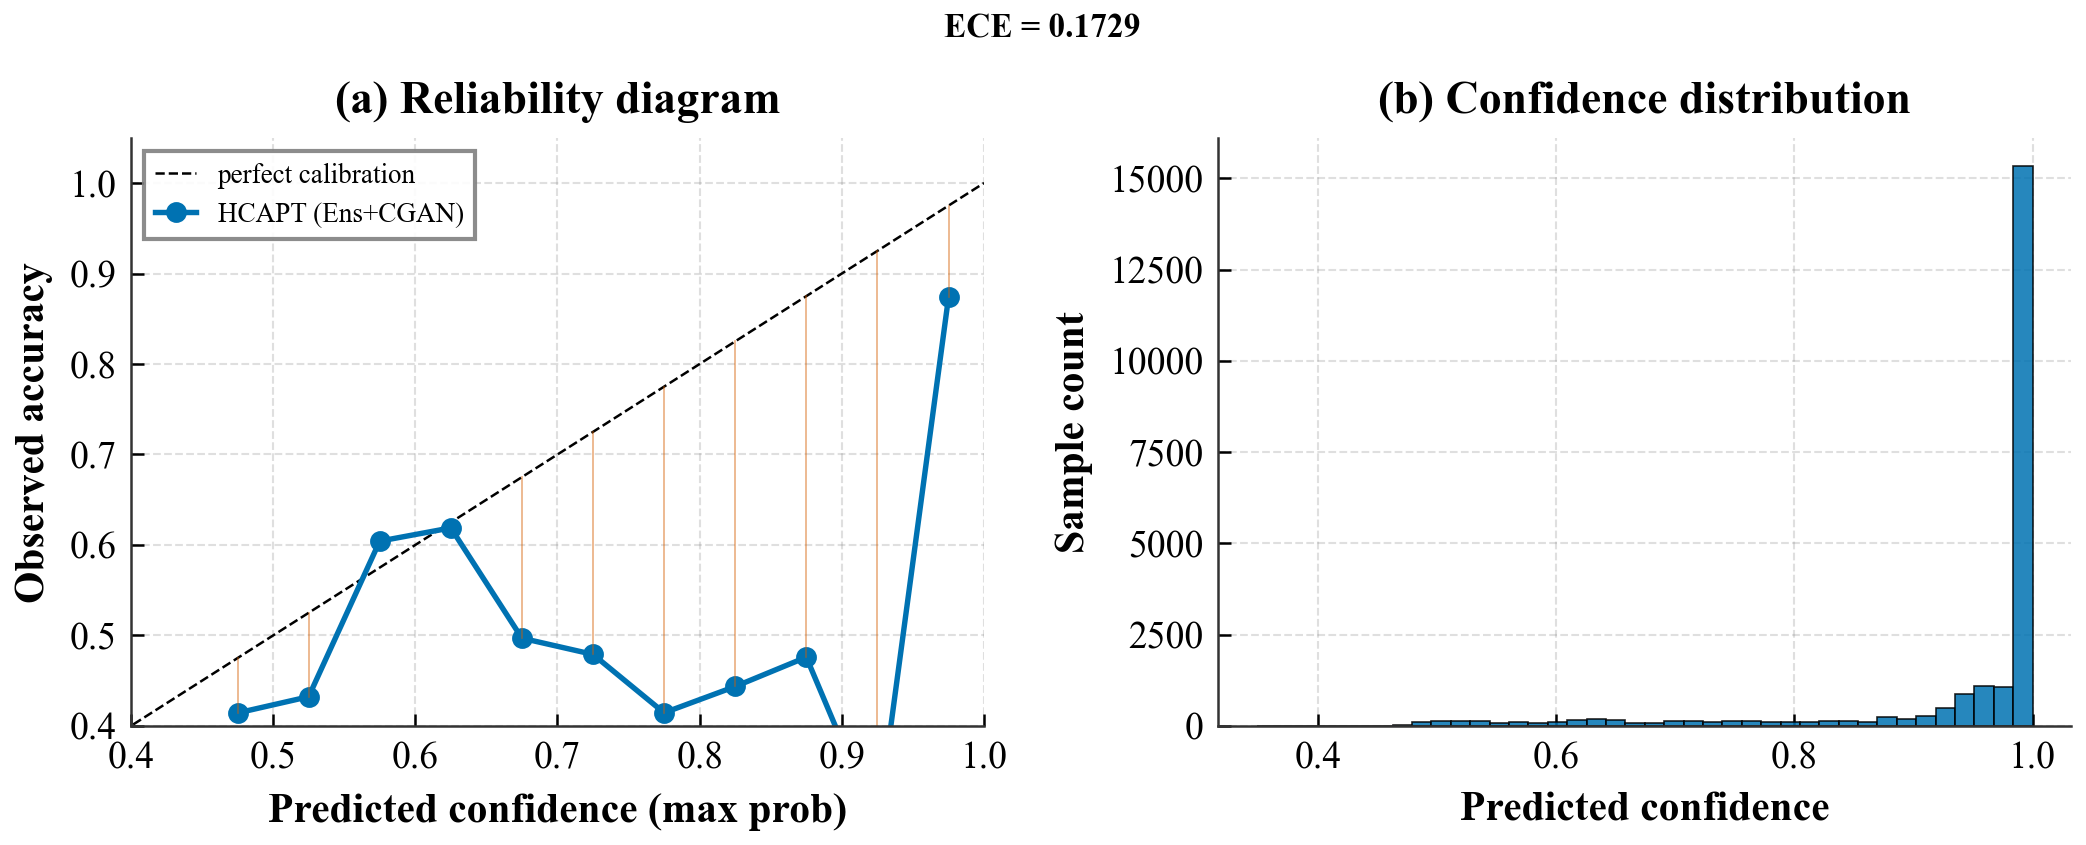 ECE = 0.1729
(a) Reliability diagram
perfect calibration
HCAPT (Ens+CGAN)
Observed accuracy
1.0
0.9
0.8
0.7
0.6
0.5
0.4
0.4 0.5 0.6 0.7 0.8 0.9 1.0
Predicted confidence (max prob)
(b) Confidence distribution
Sample count
15000
12500
10000
7500
5000
2500
0
0.4 0.6 0.8 1.0
Predicted confidence